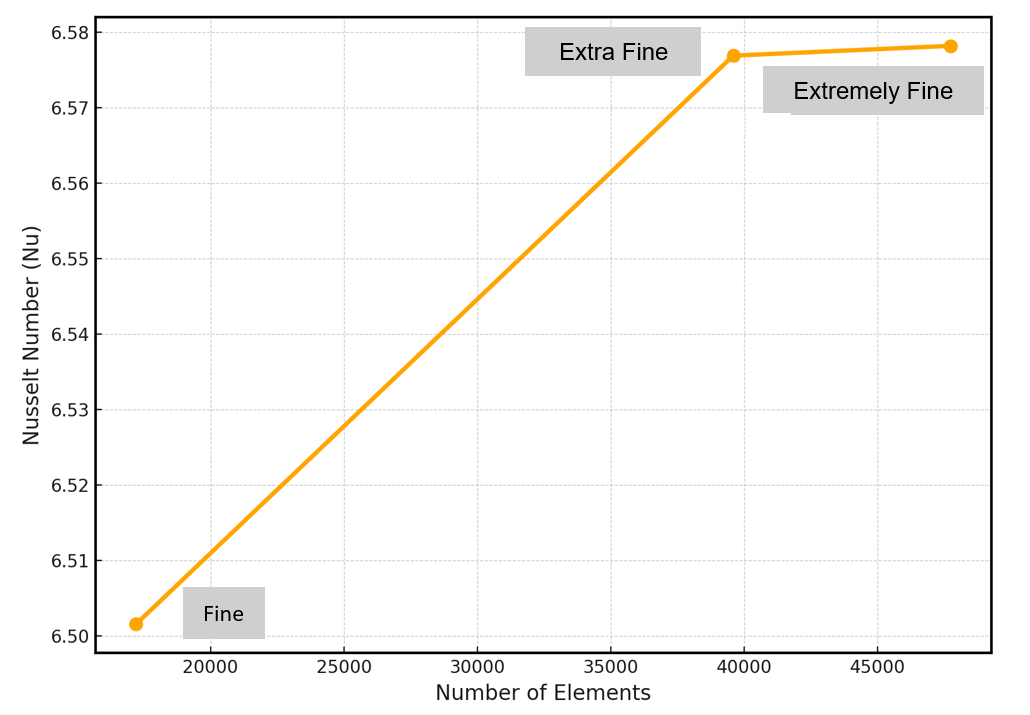 6.58
6.57
6.56
6.55
6.54
6.53
6.52
6.51
6.50
Nusselt Number (Nu)
Extra Fine
Extremely Fine
Fine
20000 25000 30000 35000 40000 45000
Number of Elements